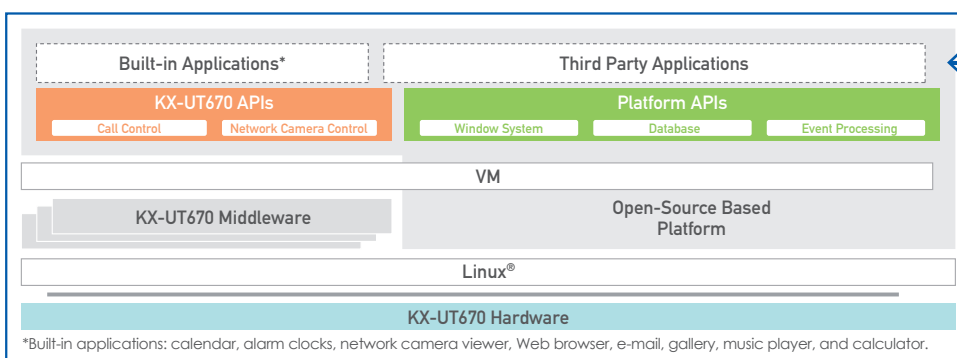 Built-in Applications*
Third Party Applications
KX-UT670 APIs
Platform APIs
Call Control
Network Camera Control
Window System
Database
Event Processing
VM
KX-UT670 Middleware
Open-Source Based
Platform
Linux®
KX-UT670 Hardware
*Built-in applications: calendar, alarm clocks, network camera viewer, Web browser, e-mail, gallery, music player, and calculator.